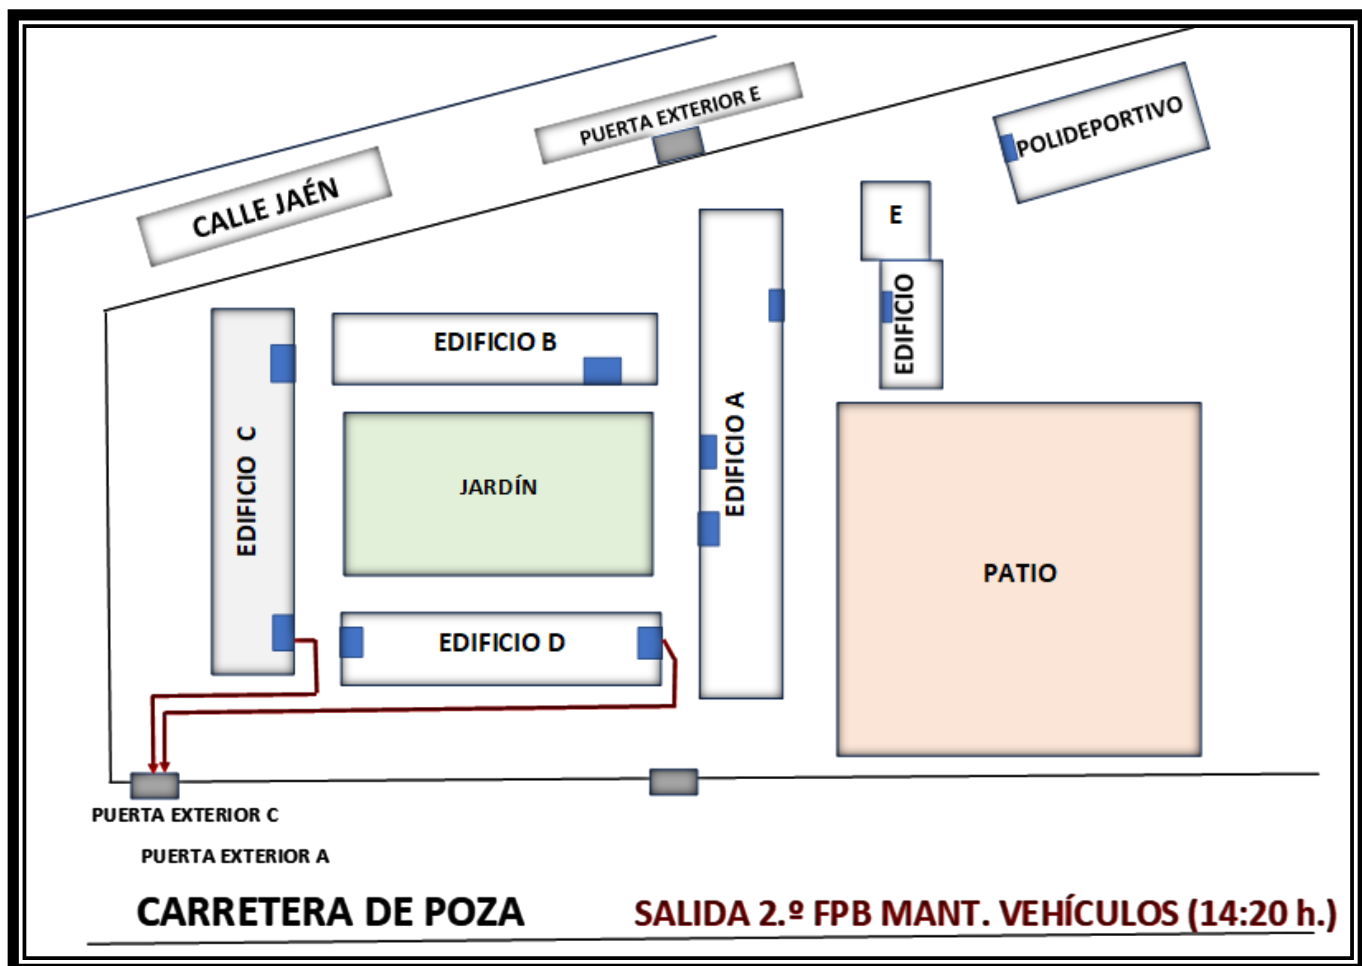 PUERTA EXTERIOR E
POLIDEPORTIVO
CALLE JAÉN
E
EDIFICIO
EDIFICIO B
EDIFICIO A
EDIFICIO C
JARDÍN
PATIO
EDIFICIO D
PUERTA EXTERIOR C
PUERTA EXTERIOR A
CARRETERA DE POZA
SALIDA 2.º FPB MANT. VEHÍCULOS (14:20 h.)